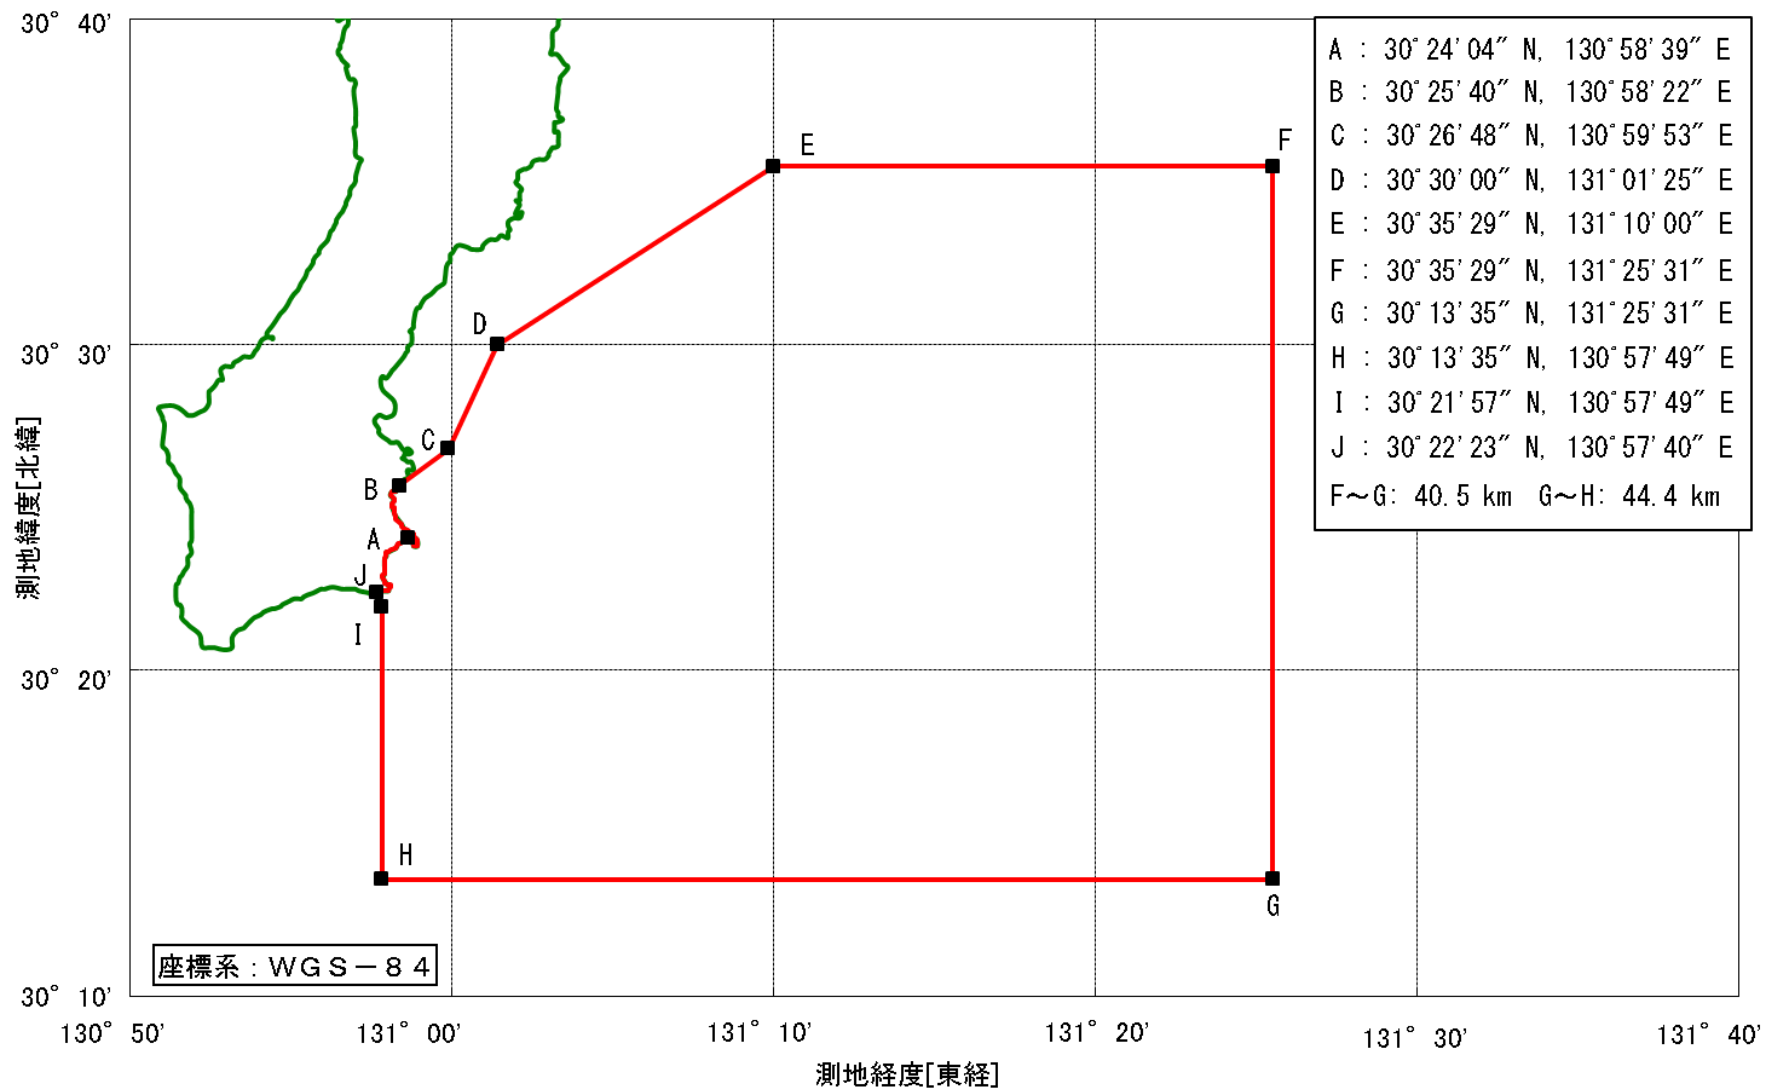 30° 40'
A : 30°24'04" N, 130°58'39" E
B : 30°25'40" N, 130°58'22" E
C : 30°26'48" N, 130°59'53" E
D : 30°30'00" N, 131°01'25" E
E : 30°35'29" N, 131°10'00" E
F : 30°35'29" N, 131°25'31" E
G : 30°13'35" N, 131°25'31" E
H : 30°13'35" N, 130°57'49" E
I : 30°21'57" N, 130°57'49" E
J : 30°22'23" N, 130°57'40" E
F～G: 40.5 km G～H: 44.4 km
E
F
D
30° 30'
C
B
A
J
I
測地緯度[北緯]
30° 20'
H
G
座標系：ＷＧＳ－８４
30° 10'
130° 50'
131° 00'
131° 10'
131° 20'
131° 30'
131° 40'
測地経度[東経]